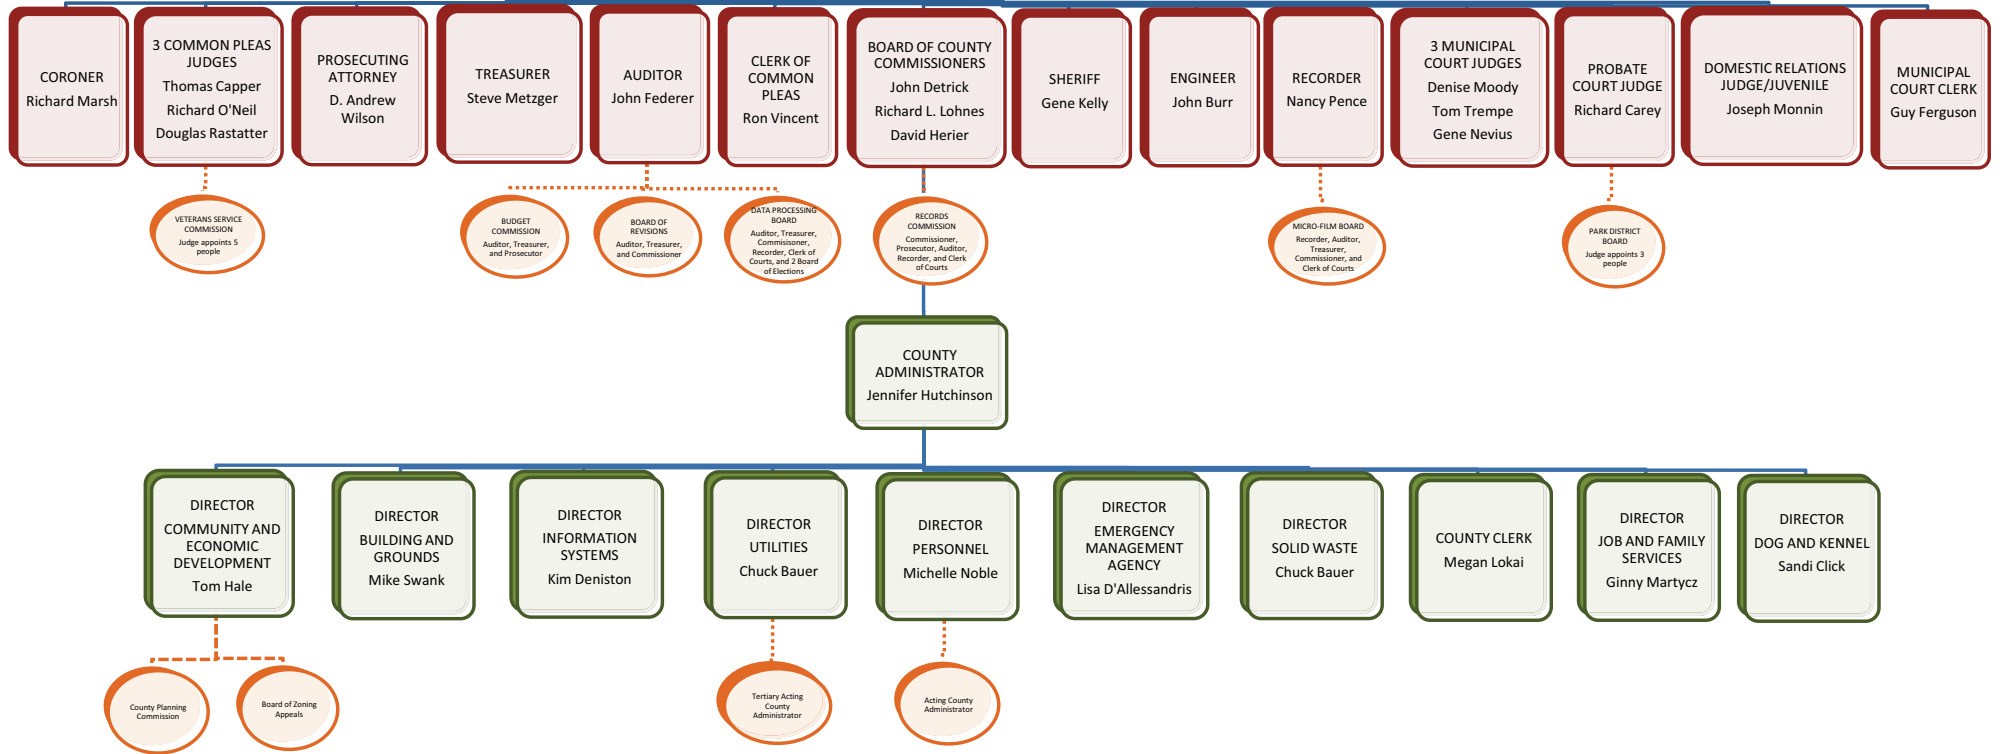 CORONER
Richard Marsh
3 COMMON PLEAS
JUDGES
Thomas Capper
Richard O'Neil
Douglas Rastatter
PROSECUTING
ATTORNEY
D. Andrew
Wilson
TREASURER
Steve Metzger
AUDITOR
John Federer
CLERK OF
COMMON
PLEAS
Ron Vincent
BOARD OF COUNTY
COMMISSIONERS
John Detrick
Richard L. Lohnes
David Herier
SHERIFF
Gene Kelly
ENGINEER
John Burr
RECORDER
Nancy Pence
3 MUNICIPAL
COURT JUDGES
Denise Moody
Tom Trempe
Gene Nevius
PROBATE
COURT JUDGE
Richard Carey
DOMESTIC RELATIONS
JUDGE/JUVENILE
Joseph Monnin
MUNICIPAL
COURT CLERK
Guy Ferguson
VETERANS SERVICE
COMMISSION
Judge appoints 5
people
BUDGET
COMMISSION
Auditor, Treasurer,
and Prosecutor
BOARD OF
REVISIONS
Auditor, Treasurer,
and Commissioner
DATA PROCESSING
BOARD
Auditor, Treasurer,
Commisisoner,
Recorder, Clerk of
Courts, and 2 Board
of Elections
RECORDS
COMMISSION
Commissioner,
Prosecutor, Auditor,
Recorder, and Clerk
of Courts
MICRO-FILM BOARD
Recorder, Auditor,
Treasurer,
Commissioner, and
Clerk of Courts
PARK DISTRICT
BOARD
Judge appoints 3
people
COUNTY
ADMINISTRATOR
Jennifer Hutchinson
DIRECTOR
COMMUNITY AND
ECONOMIC
DEVELOPMENT
Tom Hale
DIRECTOR
BUILDING AND
GROUNDS
Mike Swank
DIRECTOR
INFORMATION
SYSTEMS
Kim Deniston
DIRECTOR
UTILITIES
Chuck Bauer
DIRECTOR
PERSONNEL
Michelle Noble
DIRECTOR
EMERGENCY
MANAGEMENT
AGENCY
Lisa D'Allessandris
DIRECTOR
SOLID WASTE
Chuck Bauer
COUNTY CLERK
Megan Lokai
DIRECTOR
JOB AND FAMILY
SERVICES
Ginny Martycz
DIRECTOR
DOG AND KENNEL
Sandi Click
County Planning
Commission
Board of Zoning
Appeals
Tertiary Acting
County
Administrator
Acting County
Administrator